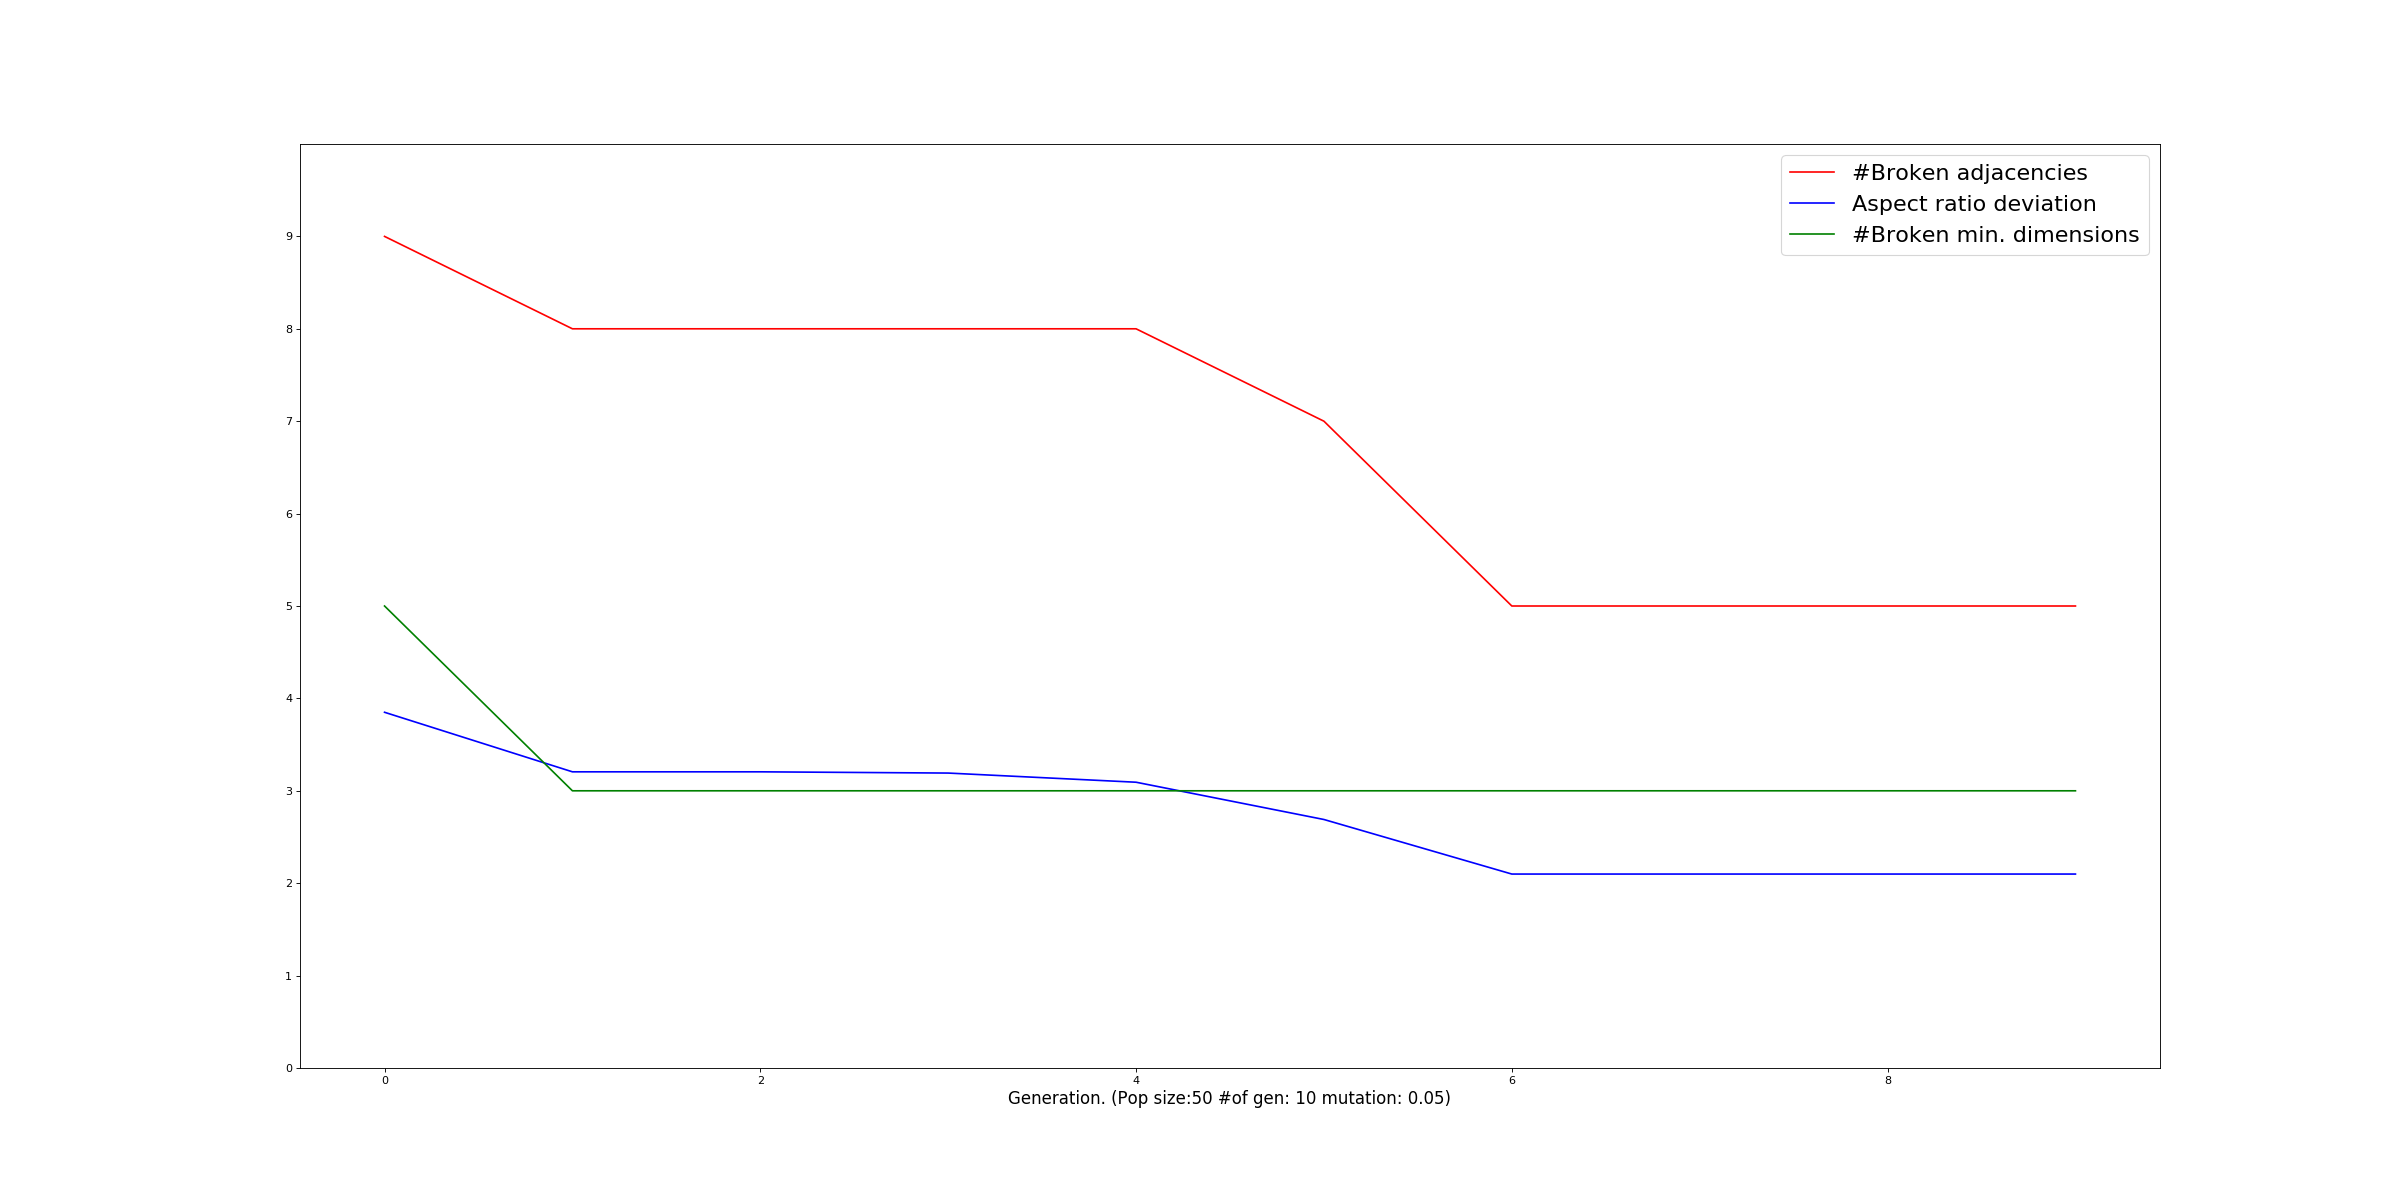 #Broken adjacencies
Aspect ratio deviation
#Broken min. dimensions
9
8
7
6
5
4
3
2
1
0
0 2 4 6 8
Generation. (Pop size:50 #of gen: 10 mutation: 0.05)